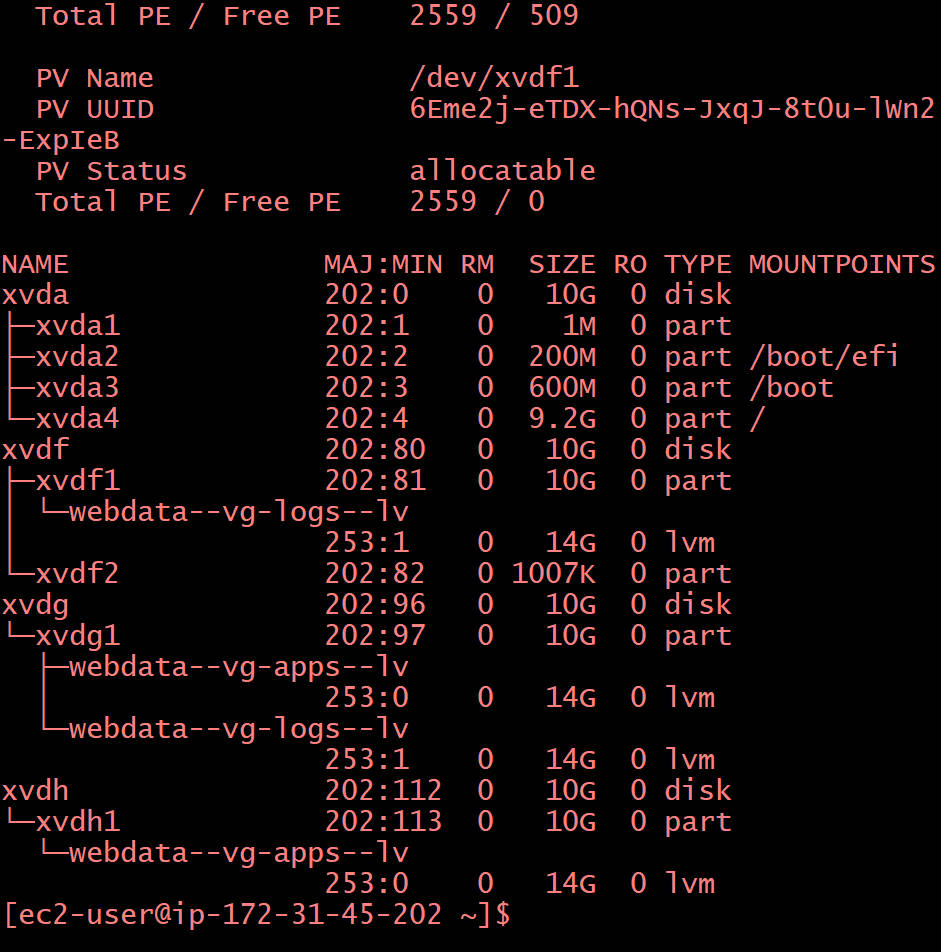 Total PE / Free PE    2559 / 509

  PV Name               /dev/xvdf1
  PV UUID               6Eme2j-eTDX-hQNs-JxqJ-8tOu-lWn2
-ExpIeB
  PV Status             allocatable
  Total PE / Free PE    2559 / 0

NAME               MAJ:MIN RM  SIZE RO TYPE MOUNTPOINTS
xvda               202:0    0   10G  0 disk
├─xvda1            202:1    0    1M  0 part
├─xvda2            202:2    0  200M  0 part /boot/efi
├─xvda3            202:3    0  600M  0 part /boot
└─xvda4            202:4    0  9.2G  0 part /
xvdf               202:80   0   10G  0 disk
├─xvdf1            202:81   0   10G  0 part
│ └─webdata--vg-logs--lv
│                  253:1    0   14G  0 lvm
└─xvdf2            202:82   0 1007K  0 part
xvdg               202:96   0   10G  0 disk
└─xvdg1            202:97   0   10G  0 part
  ├─webdata--vg-apps--lv
  │                253:0    0   14G  0 lvm
  └─webdata--vg-logs--lv
                   253:1    0   14G  0 lvm
xvdh               202:112  0   10G  0 disk
└─xvdh1            202:113  0   10G  0 part
  └─webdata--vg-apps--lv
                   253:0    0   14G  0 lvm
[ec2-user@ip-172-31-45-202 ~]$